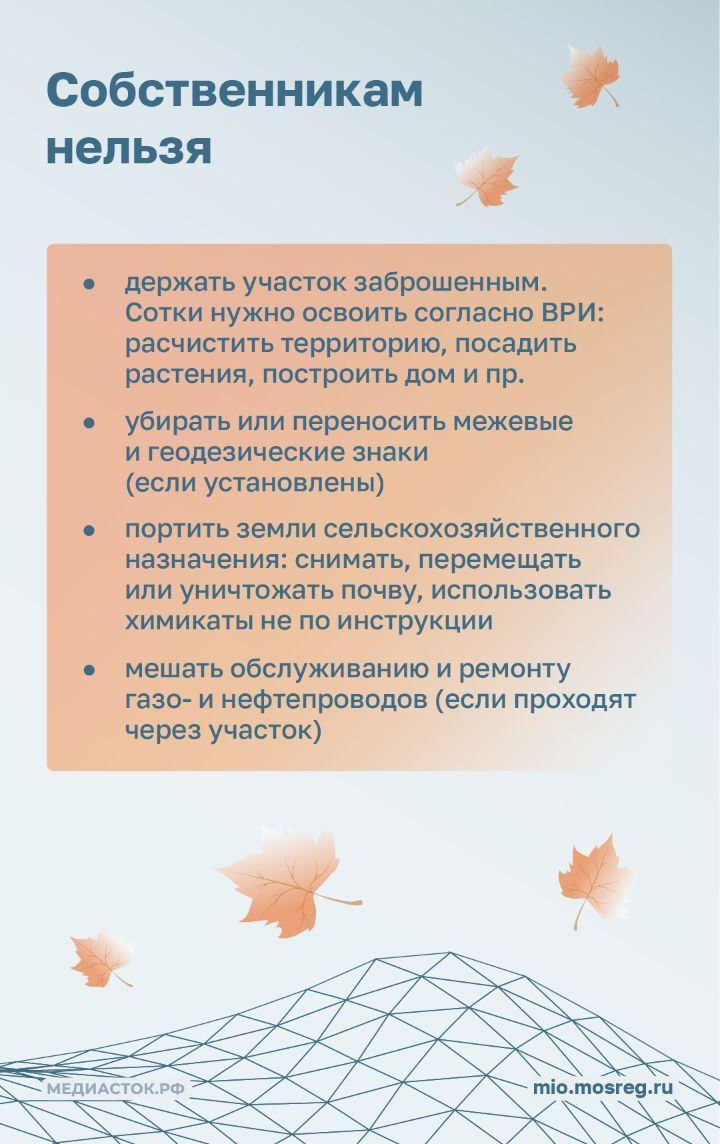 Собственникам
нельзя
• держать участок заброшенным.
Сотки нужно освоить согласно ВРИ:
расчистить территорию, посадить
растения, построить дом и пр.
• убирать или переносить межевые
и геодезические знаки
(если установлены)
• портить земли сельскохозяйственного
назначения: снимать, перемещать
или уничтожать почву, использовать
химикаты не по инструкции
• мешать обслуживанию и ремонту
газо- и нефтепроводов (если проходят
через участок)
МЕДИАСТОК.РФ
mio.mosreg.ru